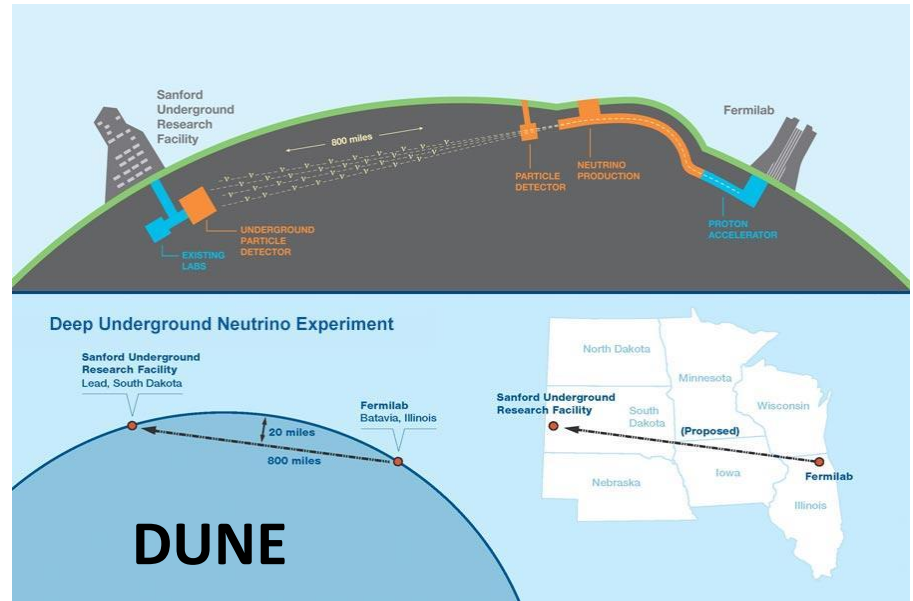 Sanford
Underground
Research
Facility
800 miles
Fermilab
PARTICLE
DETECTOR
NEUTRINO
PRODUCTION
UNDERGROUND
PARTICLE
DETECTOR
EXISTING
LABS
PROTON
ACCELERATOR
Deep Underground Neutrino Experiment
Sanford Underground
Research Facility
Lead, South Dakota
Fermilab
Batavia, Illinois
20 miles
800 miles
DUNE
North Dakota
Minnesota
Sanford Underground
Research Facility
South
Dakota
(Proposed)
Wisconsin
Nebraska
Iowa
Fermilab
Illinois